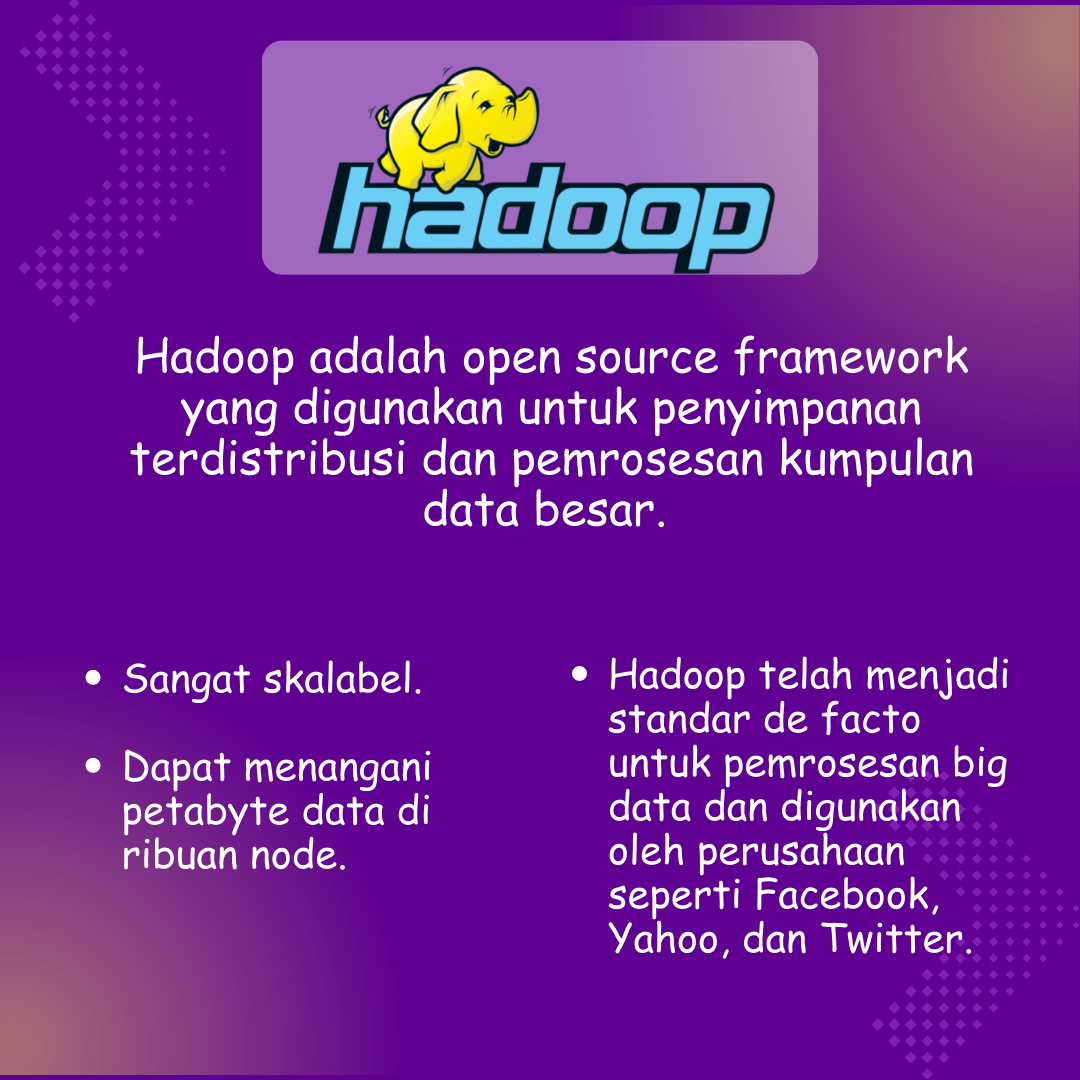 hadoop
Hadoop adalah open source framework
yang digunakan untuk penyimpanan
terdistribusi dan pemrosesan kumpulan
data besar.
• Sangat skalabel.
• Dapat menangani
petabyte data di
ribuan node.
• Hadoop telah menjadi
standar de facto
untuk pemrosesan big
data dan digunakan
oleh perusahaan
seperti Facebook,
Yahoo, dan Twitter.